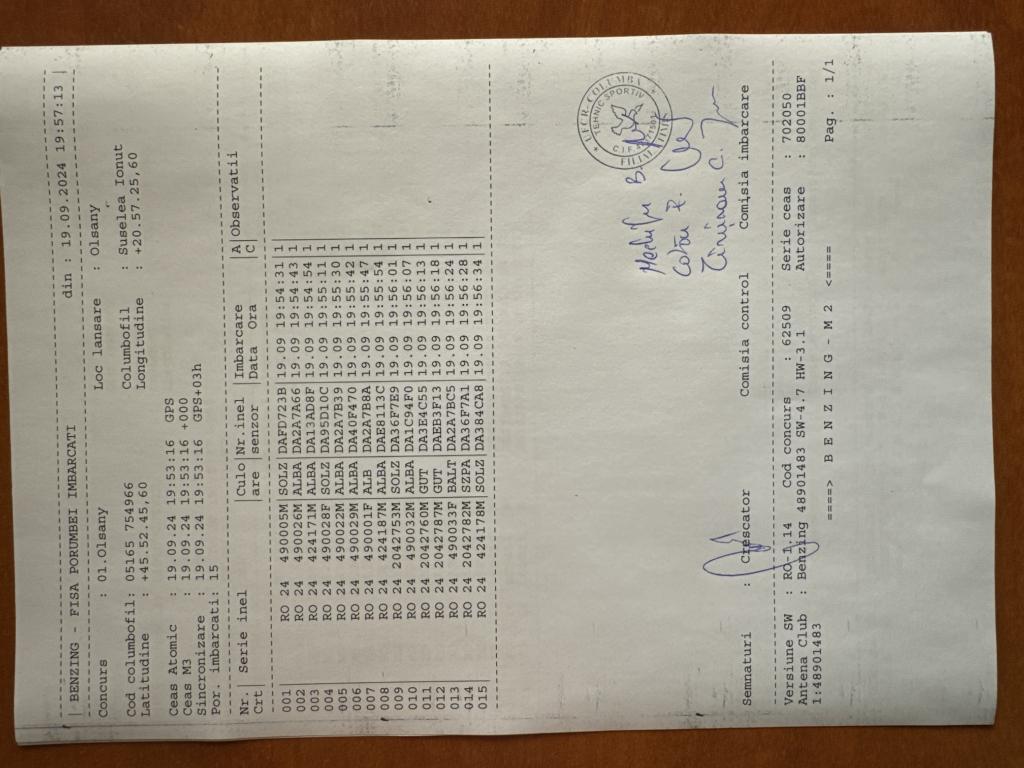 | BENZING - FISA PORUMBEI IMBARCATI din : 19.09.2024 19:57:13 |
Concurs : 01.Olsany Loc lansare : Olsany
Cod columbofil: 05165 754966 Columbofil : Suselea Ionut
Latitudine : +45.52.45,60 Longitudine : +20.57.25,60
Ceas Atomic : 19.09.24 19:53:16 GPS
Ceas M3 : 19.09.24 19:53:16 +000
Sincronizare : 19.09.24 19:53:16 GPS+03h
Por. imbarcati: 15
Nr. | Serie inel | Culo | Nr.inel | Imbarcare | A | Observatii
Crt | | are | senzor | Data Ora | C |
001 | RO 24 490005M | SOLZ | DAFD723B | 19.09 19:54:31 | 1 |
002 | RO 24 490026M | ALBA | DA2A7A66 | 19.09 19:54:43 | 1 |
003 | RO 24 424171M | ALBA | DA13AD8F | 19.09 19:54:54 | 1 |
004 | RO 24 490028F | SOLZ | DA95D10C | 19.09 19:55:11 | 1 |
005 | RO 24 490022M | ALBA | DA2A7B39 | 19.09 19:55:30 | 1 |
006 | RO 24 490029M | ALBA | DA40F470 | 19.09 19:55:42 | 1 |
007 | RO 24 490001F | ALB | DA2A7B8A | 19.09 19:55:47 | 1 |
008 | RO 24 424187M | ALBA | DAE8113C | 19.09 19:55:54 | 1 |
009 | RO 24 2042753M | SOLZ | DA36F7E9 | 19.09 19:56:01 | 1 |
010 | RO 24 490032M | ALBA | DA1C94F0 | 19.09 19:56:07 | 1 |
011 | RO 24 2042760M | GUT | DA3E4C55 | 19.09 19:56:13 | 1 |
012 | RO 24 2042787M | GUT | DAEB3F13 | 19.09 19:56:18 | 1 |
013 | RO 24 490033F | BALT | DA2A7BC5 | 19.09 19:56:24 | 1 |
014 | RO 24 2042782M | SZPA | DA36F7A1 | 19.09 19:56:28 | 1 |
015 | RO 24 424178M | SOLZ | DA384CA8 | 19.09 19:56:34 | 1 |
COLUMBA
TEHNIC SPORTIV
C.I.F.
FILIALA TIMIS
Semnaturi : Crescator Comisia control Comisia imbarcare
Versiune SW : RO 1.14 Cod concurs : 62509 Serie ceas : 702050
Antena Club : Benzing 48901483 SW-4.7 HW-3.1 Autorizare : 80001BBF
1:48901483
====> B E N Z I N G - M 2 <==== Pag. : 1/1